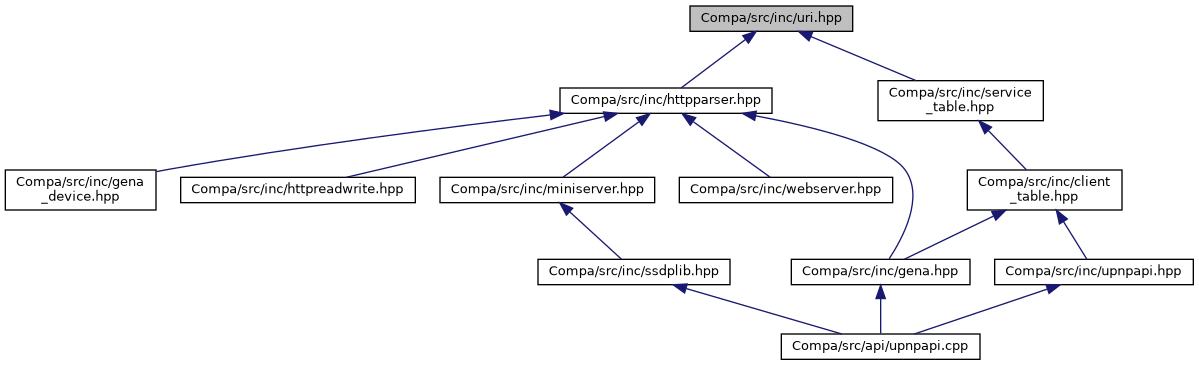 Compa/src/inc/uri.hpp
Compa/src/inc/httpparser.hpp
Compa/src/inc/service
_table.hpp
Compa/src/inc/gena
_device.hpp
Compa/src/inc/httpreadwrite.hpp
Compa/src/inc/miniserver.hpp
Compa/src/inc/webserver.hpp
Compa/src/inc/client
_table.hpp
Compa/src/inc/ssdplib.hpp
Compa/src/inc/gena.hpp
Compa/src/inc/upnpapi.hpp
Compa/src/api/upnpapi.cpp